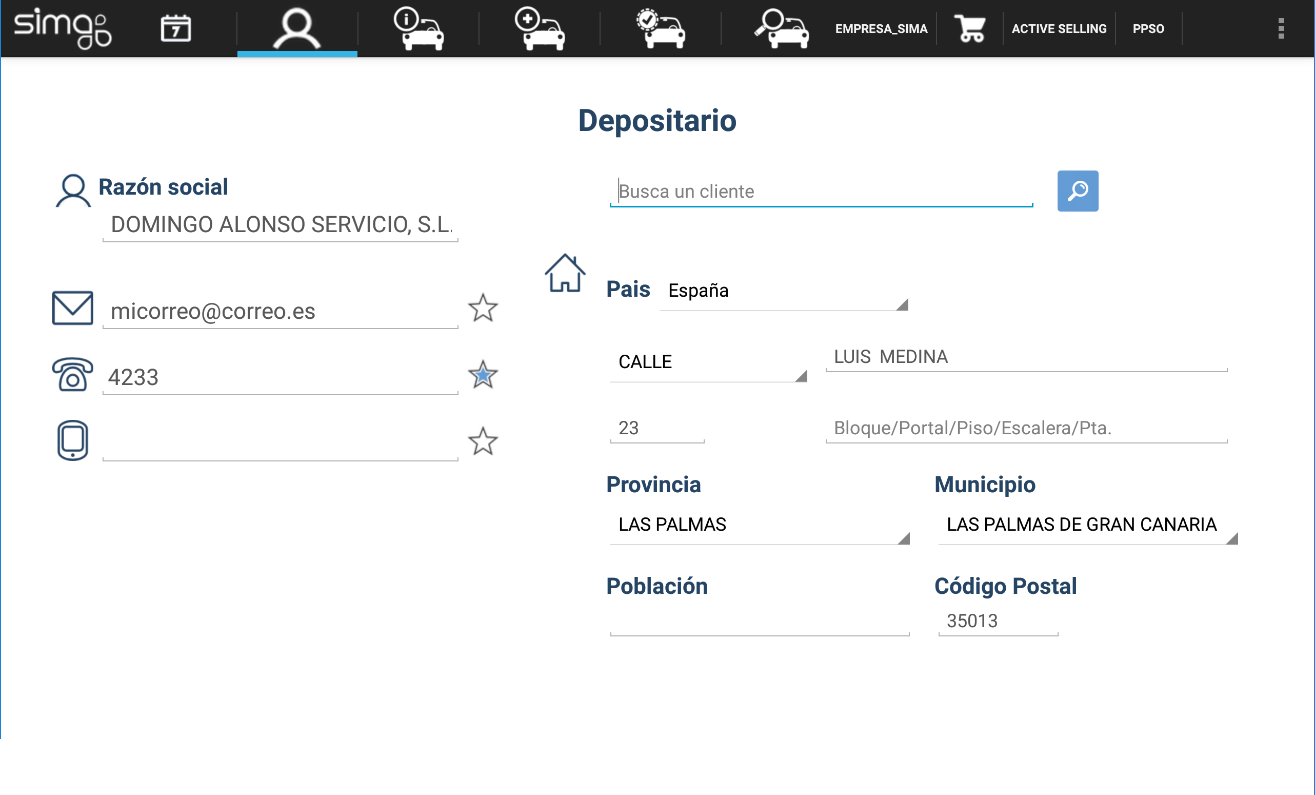 simago
7
EMPRESA_SIMA
ACTIVE SELLING
PPSO
Depositario
Razón social
DOMINGO ALONSO SERVICIO, S.L.
micorreo@correo.es
4233
Busca un cliente
Pais España
CALLE LUIS MEDINA
23 Bloque/Portal/Piso/Escalera/Pta.
Provincia Municipio
LAS PALMAS LAS PALMAS DE GRAN CANARIA
Población Código Postal
35013